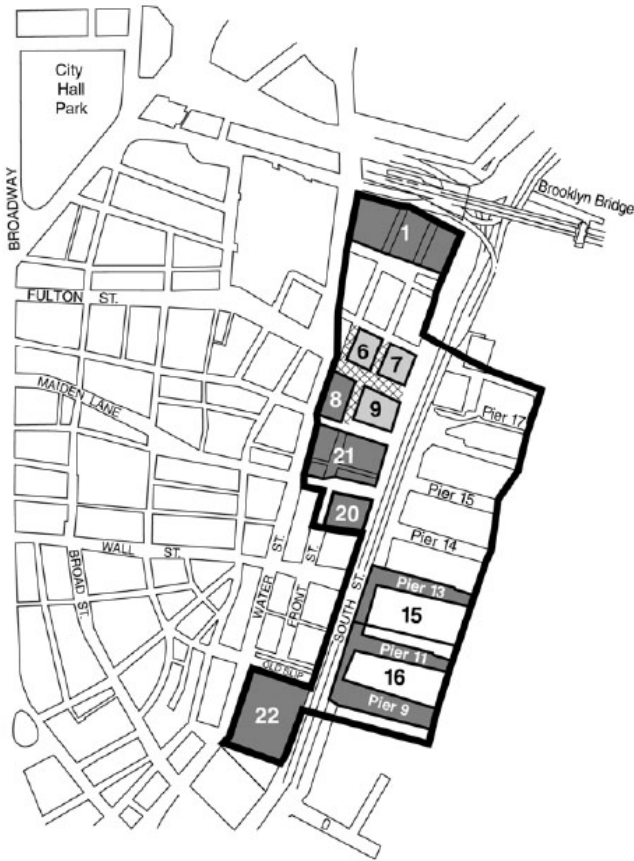 City
Hall
Park
BROADWAY
Brooklyn Bridge
1
FULTON ST.
6
7
MAIDEN LANE
8
9
Pier 17
21
Pier 15
20
Pier 14
WALL ST.
BROAD ST.
WATER ST.
FRONT ST.
SOUTH ST.
Pier 13
15
Pier 11
OLD SLIP
16
Pier 9
22